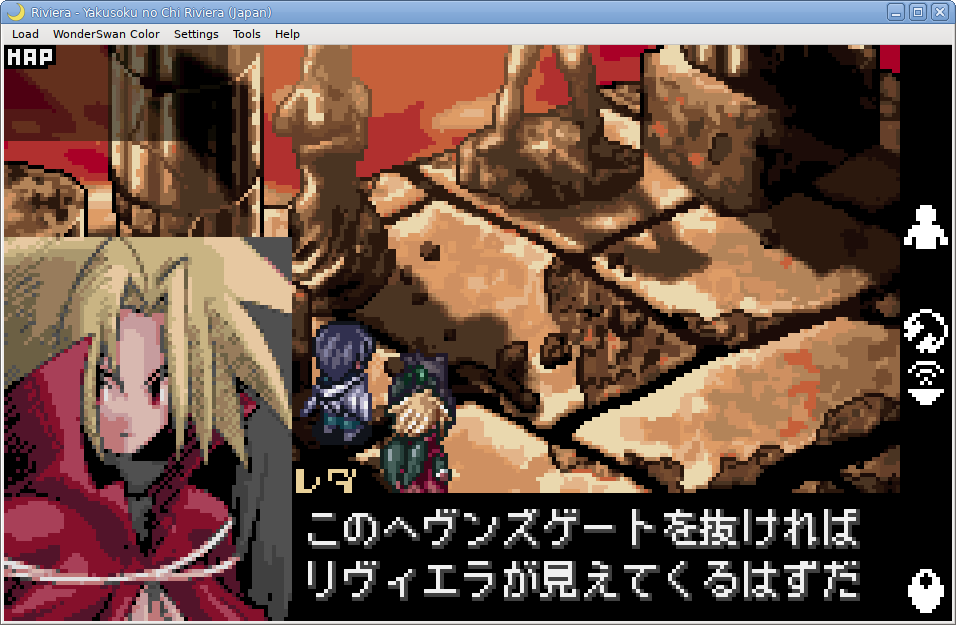 Riviera - Yakusoku no Chi Riviera (Japan)
Load WonderSwan Color Settings Tools Help
MAP
レダ
このヘヴンズゲートを抜ければ
リヴィエラが見えてくるはずだ